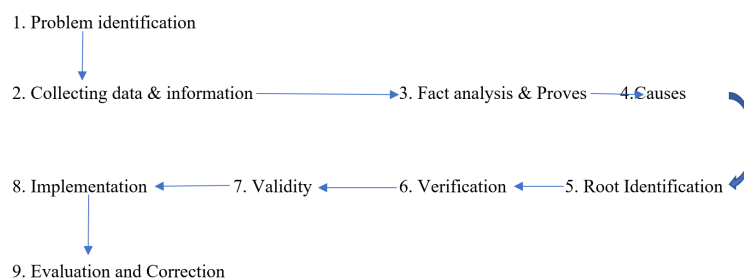 1. Problem identification
2. Collecting data & information
3. Fact analysis & Proves
4.Causes
5. Root Identification
6. Verification
7. Validity
8. Implementation
9. Evaluation and Correction